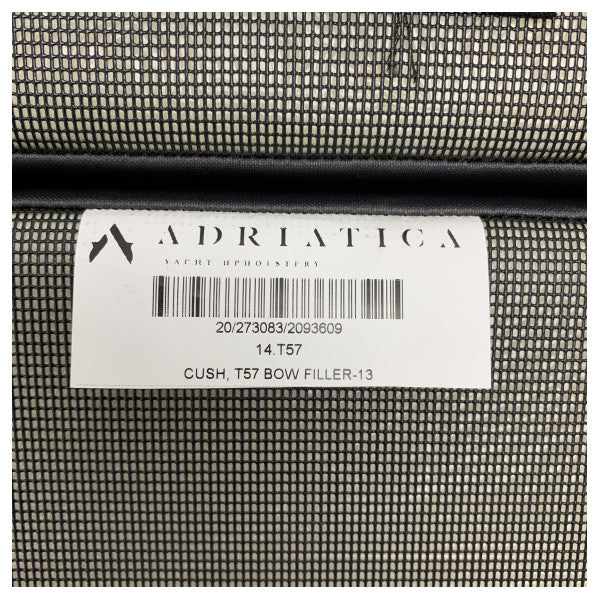 ADRIATICA
YACHT UPHOLSTERY
20/273083/2093609
14.T57
CUSH, T57 BOW FILLER-13